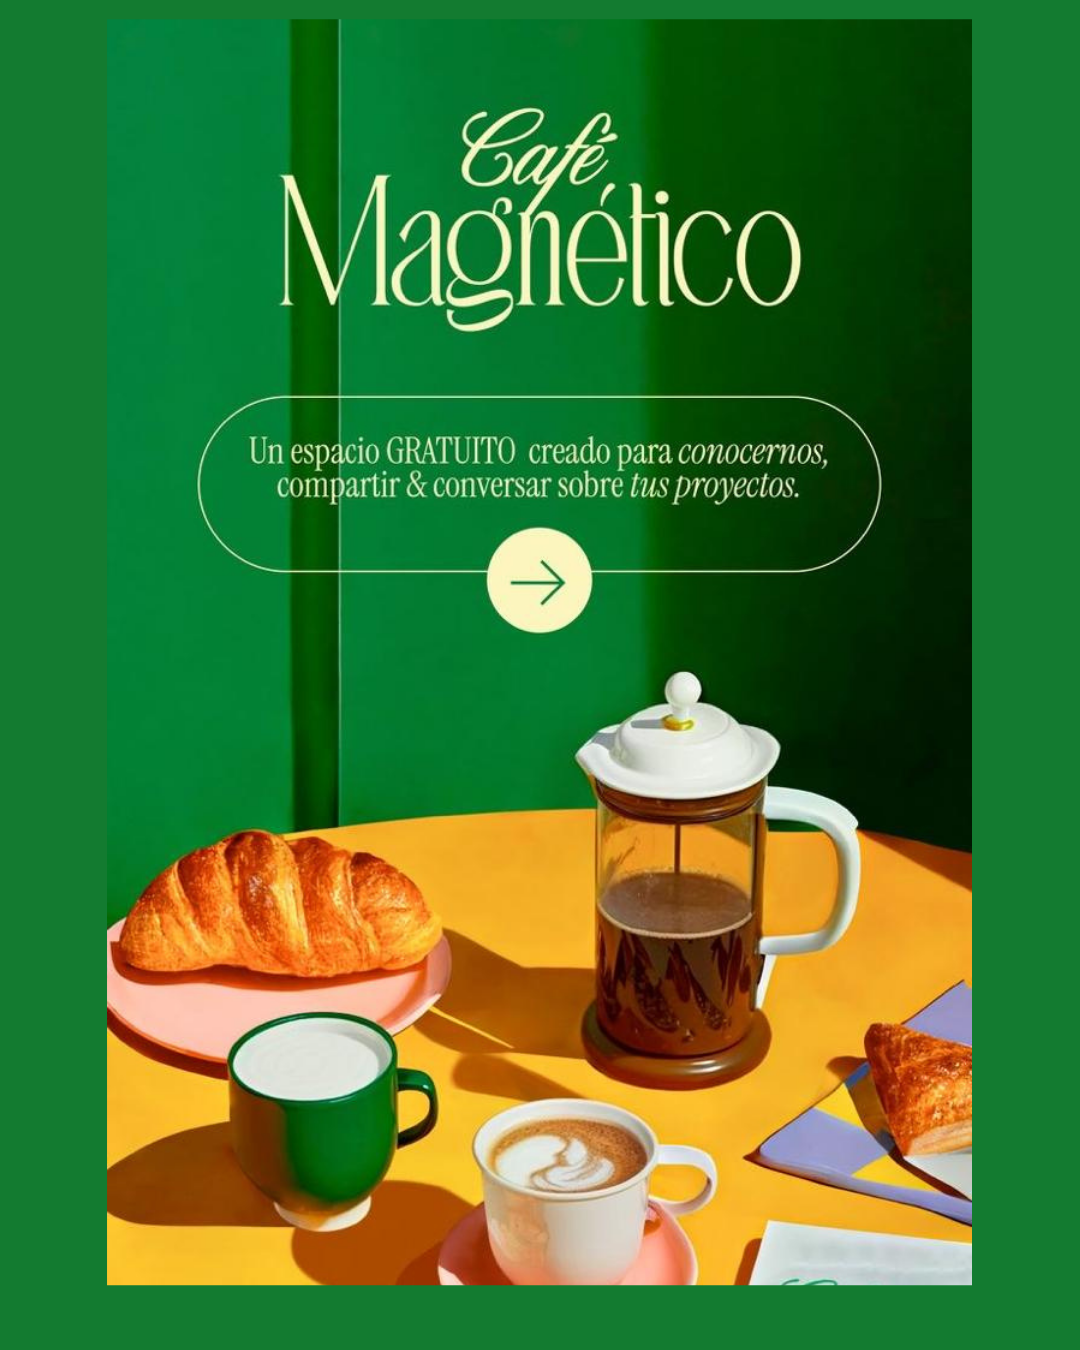 Café
Magnético
Un espacio GRATUITO creado para conocernos,
compartir & conversar sobre tus proyectos.